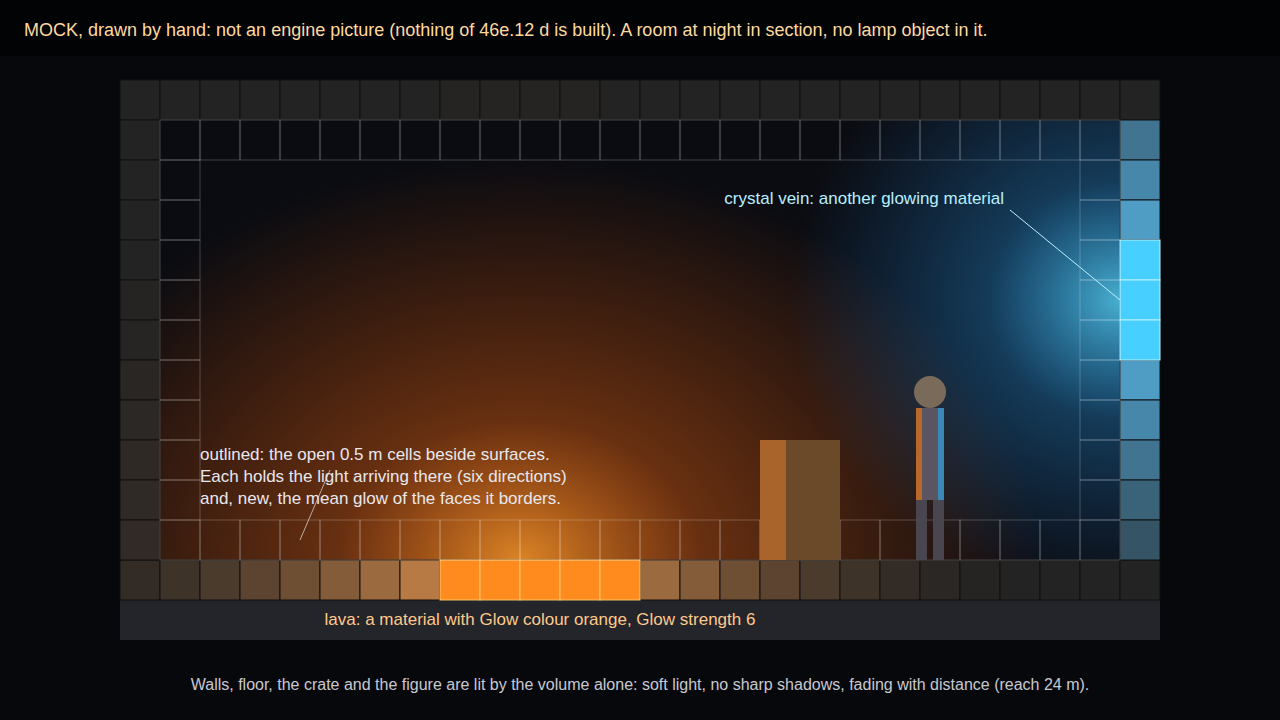 MOCK, drawn by hand: not an engine picture (nothing of 46e.12 d is built). A room at night in section, no lamp object in it.
crystal vein: another glowing material
outlined: the open 0.5 m cells beside surfaces.
Each holds the light arriving there (six directions)
and, new, the mean glow of the faces it borders.
lava: a material with Glow colour orange, Glow strength 6
Walls, floor, the crate and the figure are lit by the volume alone: soft light, no sharp shadows, fading with distance (reach 24 m).